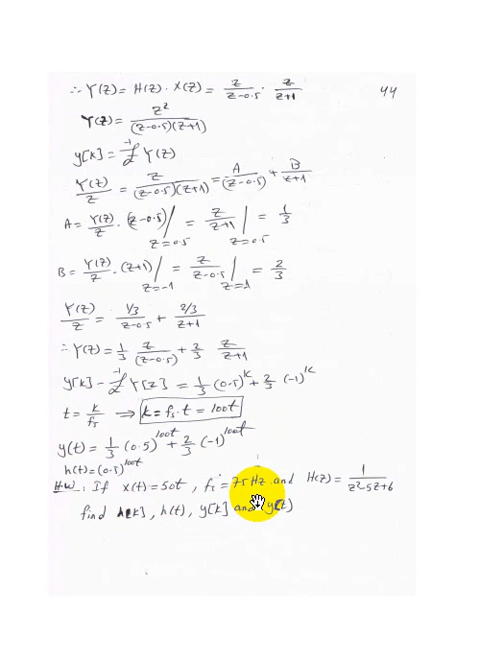 ∴ Y(Z) = H(Z) · X(Z) = Z/(Z-0.5) · Z/(Z+1) 44
Y(Z) = Z²/((Z-0.5)(Z+1))
y[k] = Z⁻¹ Y(Z)
Y(Z)/Z = Z/((Z-0.5)(Z+1)) = A/(Z-0.5) + B/(Z+1)
A = Y(Z)/Z · (Z-0.5)|Z=0.5 = Z/(Z+1)|Z=0.5 = 1/3
B = Y(Z)/Z · (Z+1)|Z=-1 = Z/(Z-0.5)|Z=1 = 2/3
Y(Z)/Z = (1/3)/(Z-0.5) + (2/3)/(Z+1)
∴ Y(Z) = 1/3 Z/(Z-0.5) + 2/3 Z/(Z+1)
y[k] - Z⁻¹ Y[Z] = 1/3 (0.5)^k + 2/3 (-1)^k
t = k/fs ⇒ k = fs·t = 100t
y(t) = 1/3 (0.5)^100t + 2/3 (-1)^100t
h(t) = (0.5)^100t
HW: If x(t) = 50t, fs = 75Hz and H(Z) = 1/(Z²-5Z+6)
find h[k], h(t), y[k] and y(t)